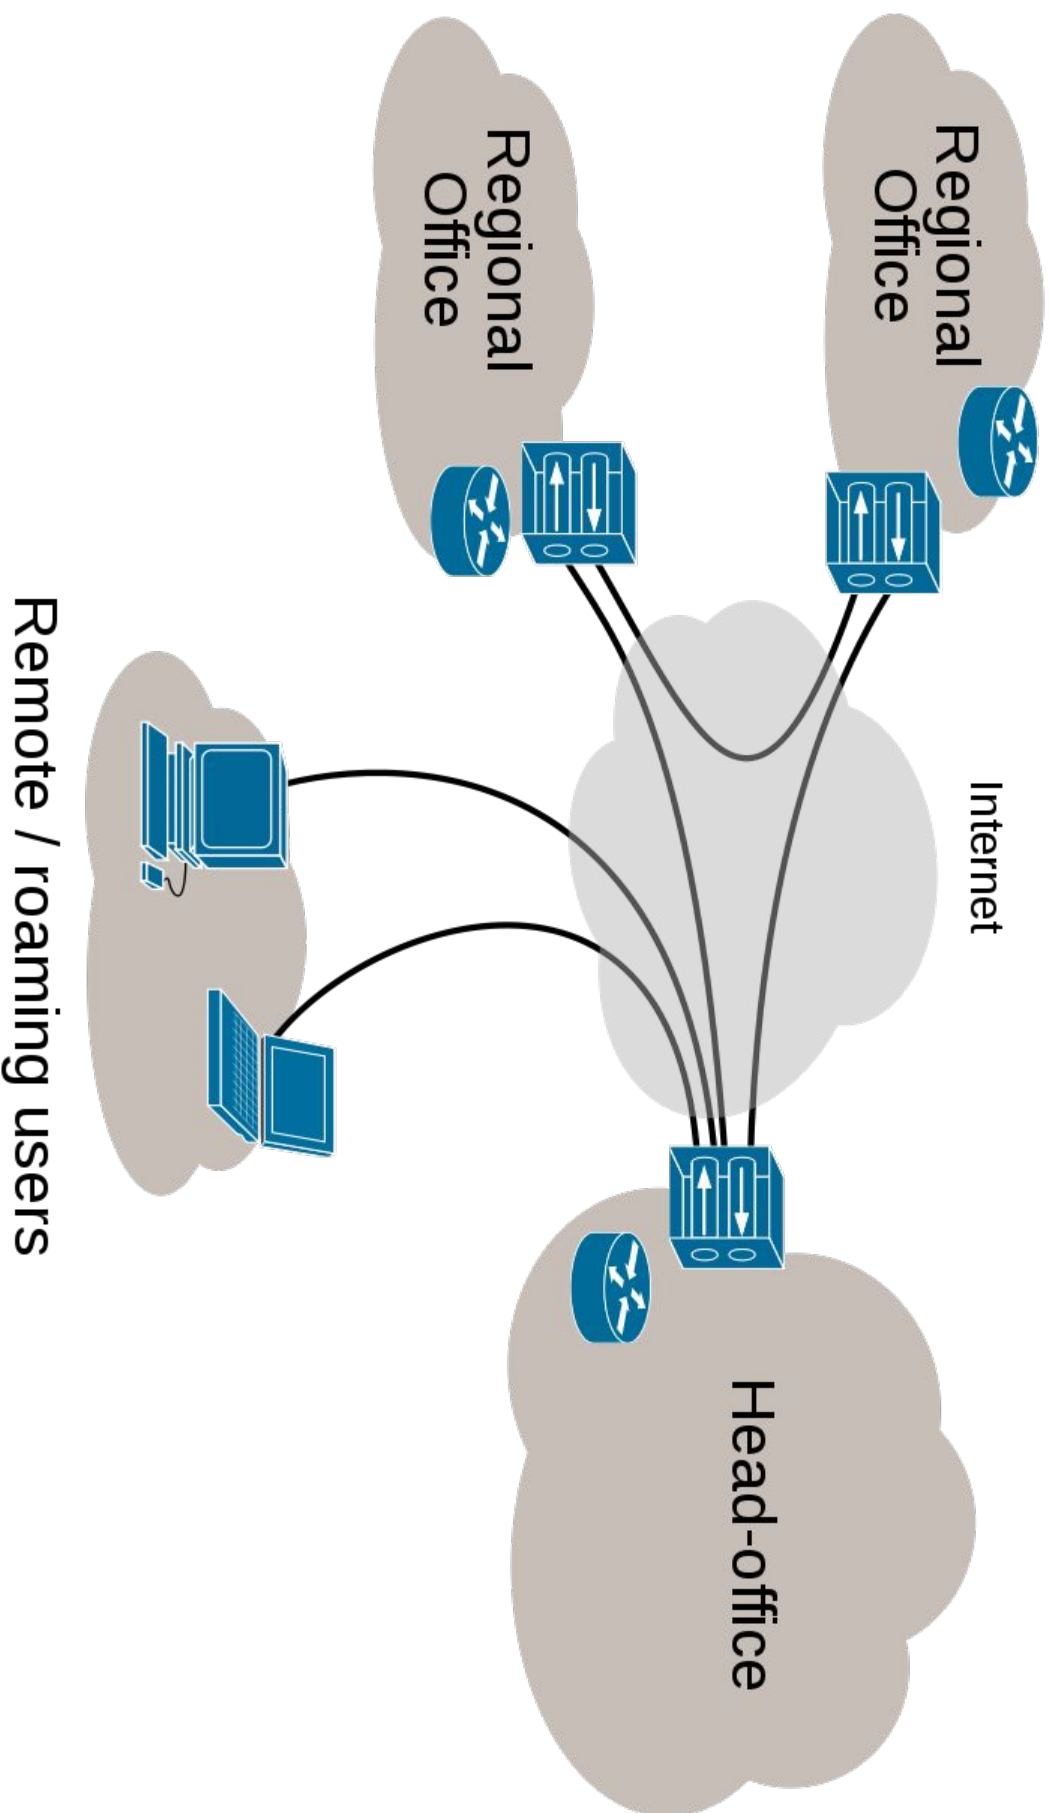 Internet
Regional
Office
Regional
Office
Head-office
Remote / roaming users